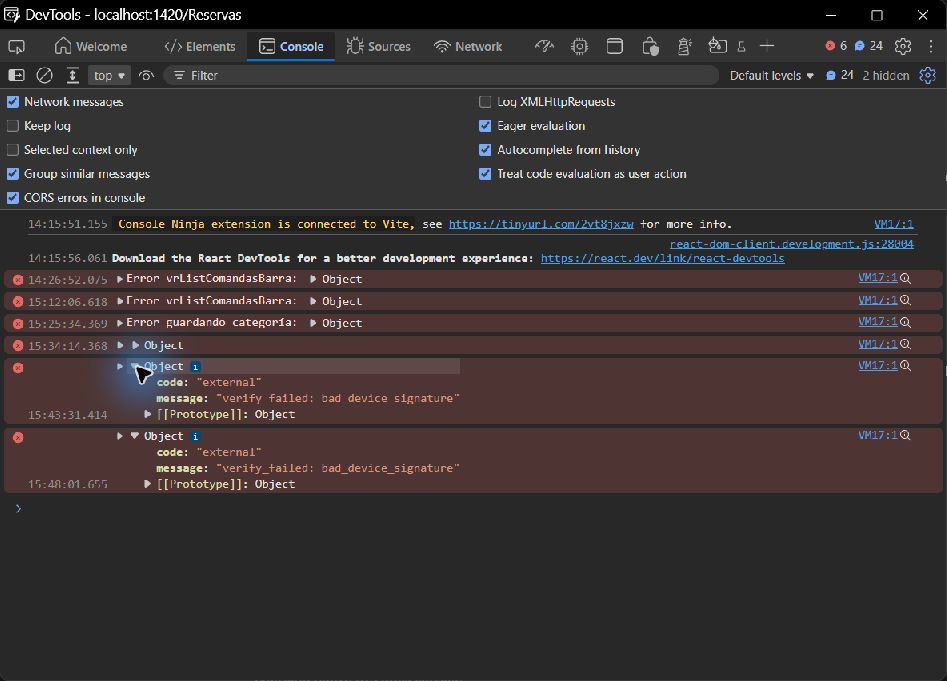 DevTools - localhost:1420/Reservas
Welcome
</> Elements
Console
Sources
Network
6
24
top
Filter
Default levels
24
2 hidden
Network messages
Log XMLHttpRequests
Keep log
Eager evaluation
Selected context only
Autocomplete from history
Group similar messages
Treat code evaluation as user action
CORS errors in console
14:15:51.155 Console Ninja extension is connected to Vite, see https://tinyurl.com/2vt8jxzw for more info. VM17:1
react-dom-client.development.js:28004
14:15:56.061 Download the React DevTools for a better development experience: https://react.dev/link/react-devtools
14:26:52.075 Error vrListComandasBarra: Object VM17:1
15:12:06.618 Error vrListComandasBarra: Object VM17:1
15:25:34.369 Error guardando categoría: Object VM17:1
15:34:14.368 Object VM17:1
Object i VM17:1
code: "external"
message: "verify_failed: bad_device_signature"
15:43:31.414 [[Prototype]]: Object
Object i VM17:1
code: "external"
message: "verify_failed: bad_device_signature"
15:48:01.655 [[Prototype]]: Object